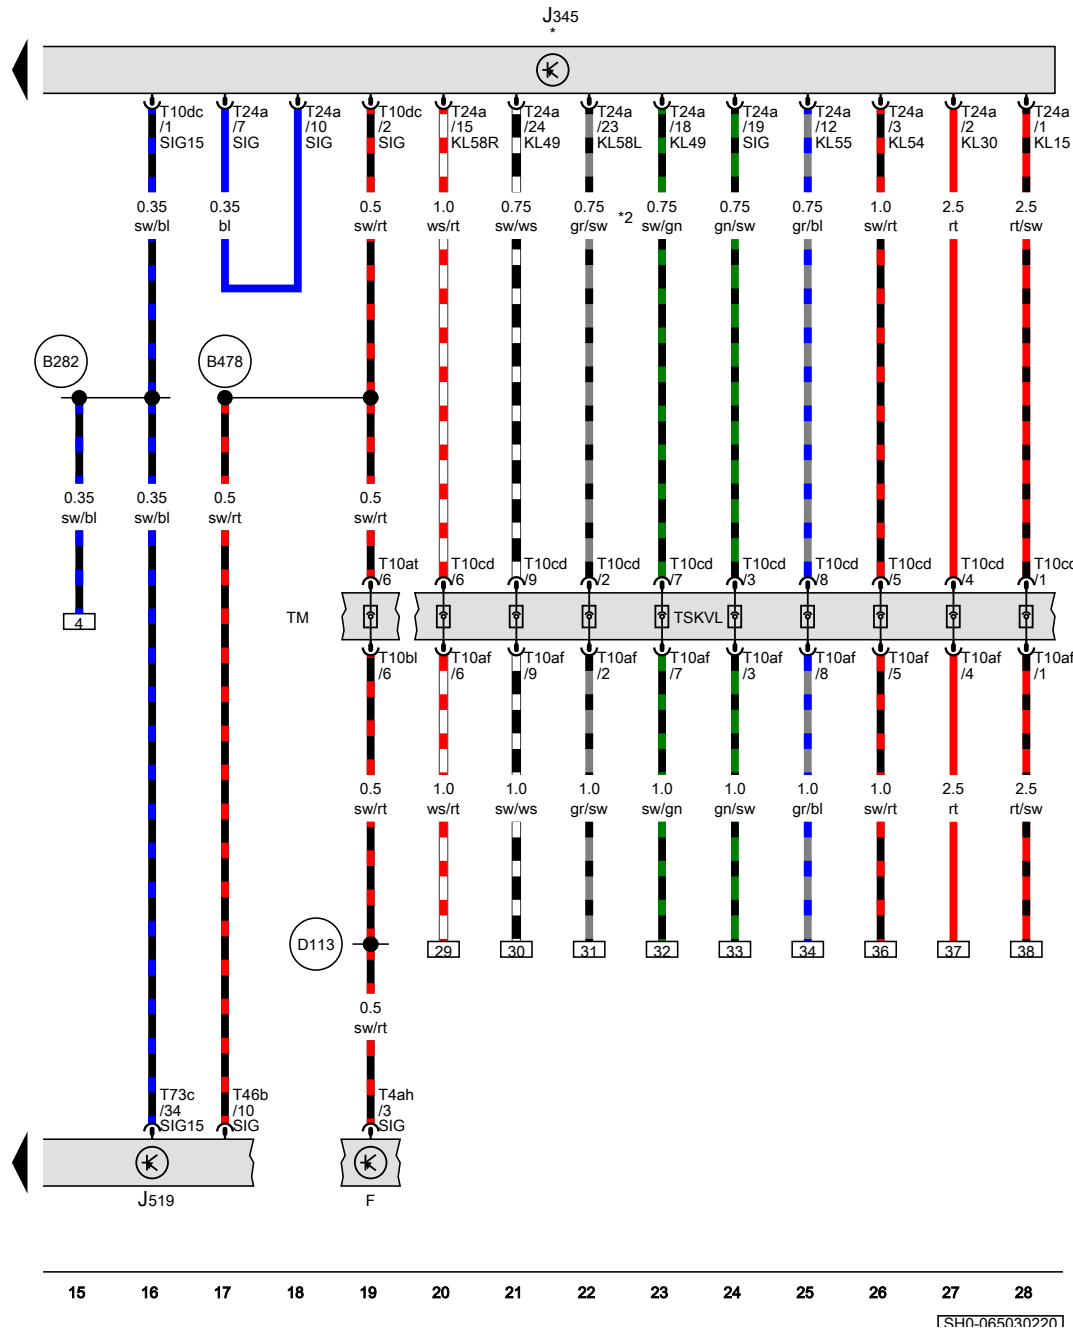 J345
*
T10dc /1 SIG15
T24a /7 SIG
T24a /10 SIG
T10dc /2 SIG
T24a /15 KL58R
T24a /24 KL49
T24a /23 KL58L
T24a /18 KL49
T24a /19 SIG
T24a /12 KL55
T24a /3 KL54
T24a /2 KL30
T24a /1 KL15
0.35 sw/bl
0.35 bl
0.5 sw/rt
1.0 ws/rt
0.75 sw/ws
0.75 gr/sw
*2
0.75 sw/gn
0.75 gn/sw
0.75 gr/bl
1.0 sw/rt
2.5 rt
2.5 rt/sw
B282
B478
0.35 sw/bl
0.35 sw/bl
0.5 sw/rt
0.5 sw/rt
T10at /6
T10cd /6
T10cd /9
T10cd /2
T10cd /7
T10cd /3
T10cd /8
T10cd /5
T10cd /4
T10cd /1
4
TM
TSKVL
T10bl /6
T10af /6
T10af /9
T10af /2
T10af /7
T10af /3
T10af /8
T10af /5
T10af /4
T10af /1
0.5 sw/rt
1.0 ws/rt
1.0 sw/ws
1.0 gr/sw
1.0 sw/gn
1.0 gn/sw
1.0 gr/bl
1.0 sw/rt
2.5 rt
2.5 rt/sw
D113
29 30 31 32 33 34 36 37 38
0.5 sw/rt
T73c /34 SIG15
T46b /10 SIG
T4ah /3 SIG
J519
F
15 16 17 18 19 20 21 22 23 24 25 26 27 28
SH0-065030220